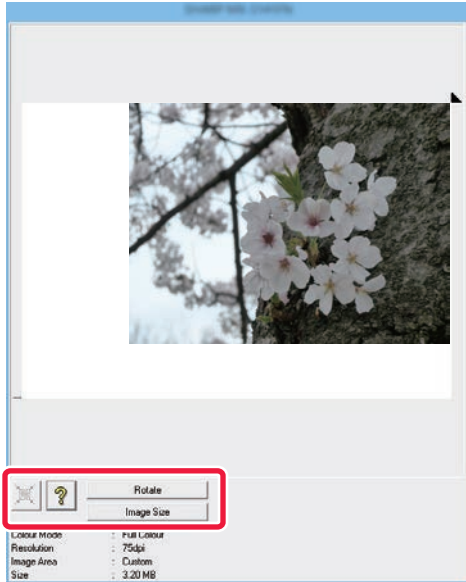 ?
Rotate
Image Size
Colour Mode : Full Colour
Resolution : 75dpi
Image Area : Custom
Size : 3.20 MB